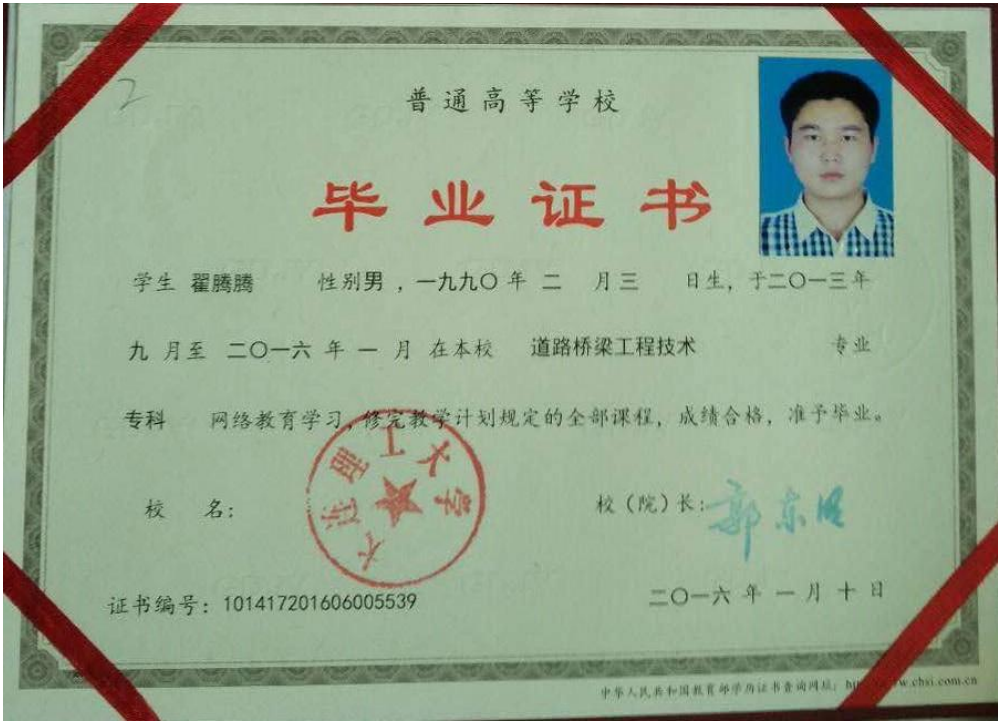 2
普通高等学校
毕业证书
学生 翟腾腾 性别男 ，一九九〇年 二 月三 日生，于二〇一三年
九 月至 二〇一六 年 一 月 在本校 道路桥梁工程技术 专业
专科 网络教育学习，修完教学计划规定的全部课程，成绩合格，准予毕业。
大连理工大学
校 名：
校（院）长：郭东明
证书编号：101417201606005539
二〇一六 年 一 月 十 日
中华人民共和国教育部学历证书查询网址：
w.chsi.com.cn